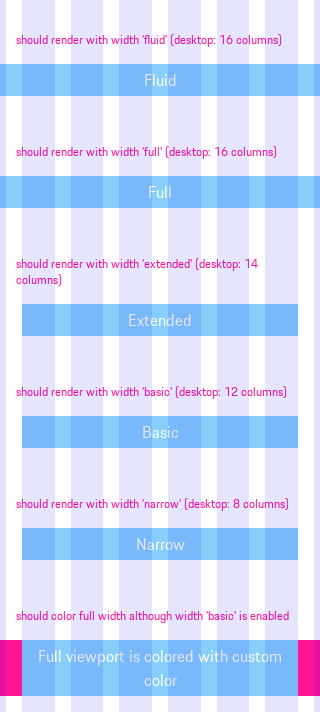 should render with width 'fluid' (desktop: 16 columns)
Fluid
should render with width 'full' (desktop: 16 columns)
Full
should render with width 'extended' (desktop: 14
columns)
Extended
should render with width 'basic' (desktop: 12 columns)
Basic
should render with width 'narrow' (desktop: 8 columns)
Narrow
should color full width although width 'basic' is enabled
Full viewport is colored with custom
color